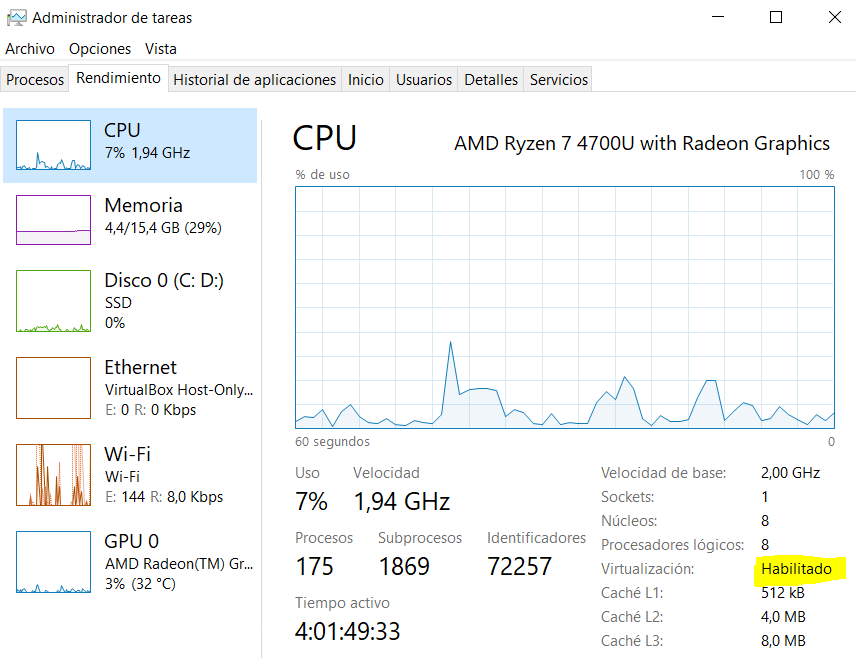 Administrador de tareas
Archivo Opciones Vista
Procesos Rendimiento Historial de aplicaciones Inicio Usuarios Detalles Servicios
CPU
7% 1,94 GHz
Memoria
4,4/15,4 GB (29%)
Disco 0 (C: D:)
SSD
0%
Ethernet
VirtualBox Host-Only...
E: 0 R: 0 Kbps
Wi-Fi
Wi-Fi
E: 144 R: 8,0 Kbps
GPU 0
AMD Radeon(TM) Gr...
3% (32 °C)
CPU AMD Ryzen 7 4700U with Radeon Graphics
% de uso 100 %
60 segundos 0
Uso Velocidad
7% 1,94 GHz
Procesos Subprocesos Identificadores
175 1869 72257
Tiempo activo
4:01:49:33
Velocidad de base: 2,00 GHz
Sockets: 1
Núcleos: 8
Procesadores lógicos: 8
Virtualización: Habilitado
Caché L1: 512 kB
Caché L2: 4,0 MB
Caché L3: 8,0 MB